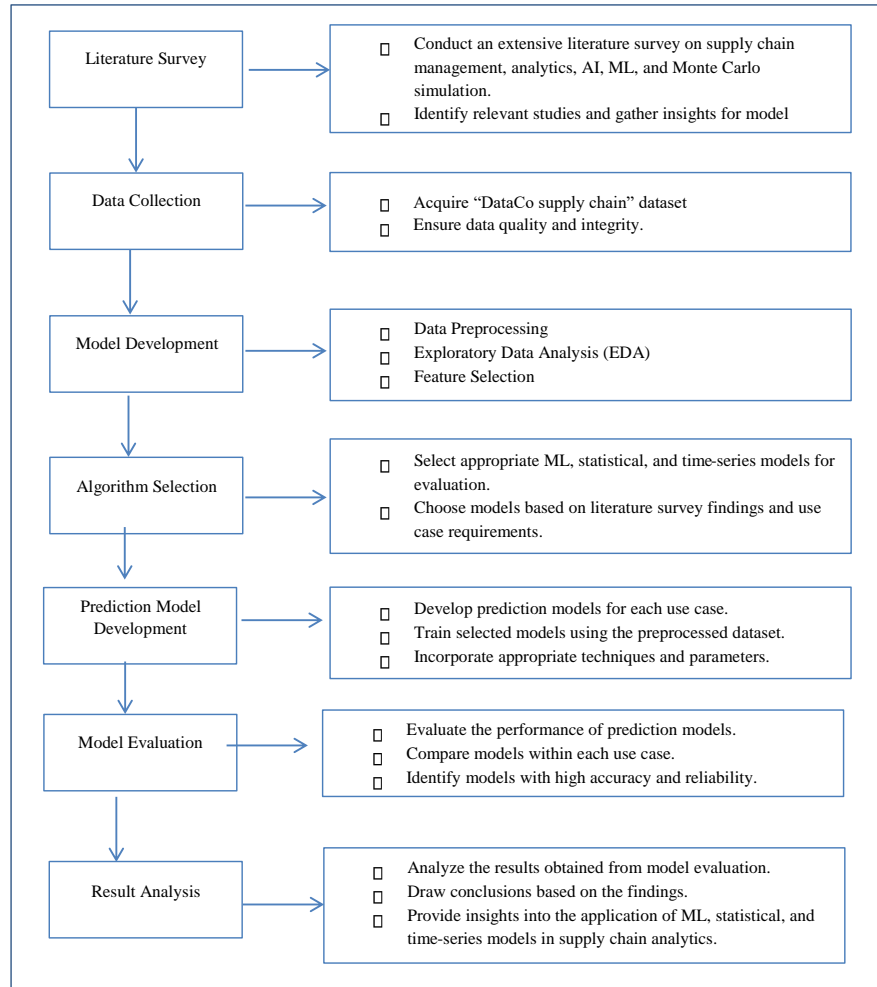 Literature Survey
Conduct an extensive literature survey on supply chain
management, analytics, AI, ML, and Monte Carlo
simulation.
Identify relevant studies and gather insights for model
Data Collection
Acquire “DataCo supply chain” dataset
Ensure data quality and integrity.
Model Development
Data Preprocessing
Exploratory Data Analysis (EDA)
Feature Selection
Algorithm Selection
Select appropriate ML, statistical, and time-series models for
evaluation.
Choose models based on literature survey findings and use
case requirements.
Prediction Model
Development
Develop prediction models for each use case.
Train selected models using the preprocessed dataset.
Incorporate appropriate techniques and parameters.
Model Evaluation
Evaluate the performance of prediction models.
Compare models within each use case.
Identify models with high accuracy and reliability.
Result Analysis
Analyze the results obtained from model evaluation.
Draw conclusions based on the findings.
Provide insights into the application of ML, statistical, and
time-series models in supply chain analytics.